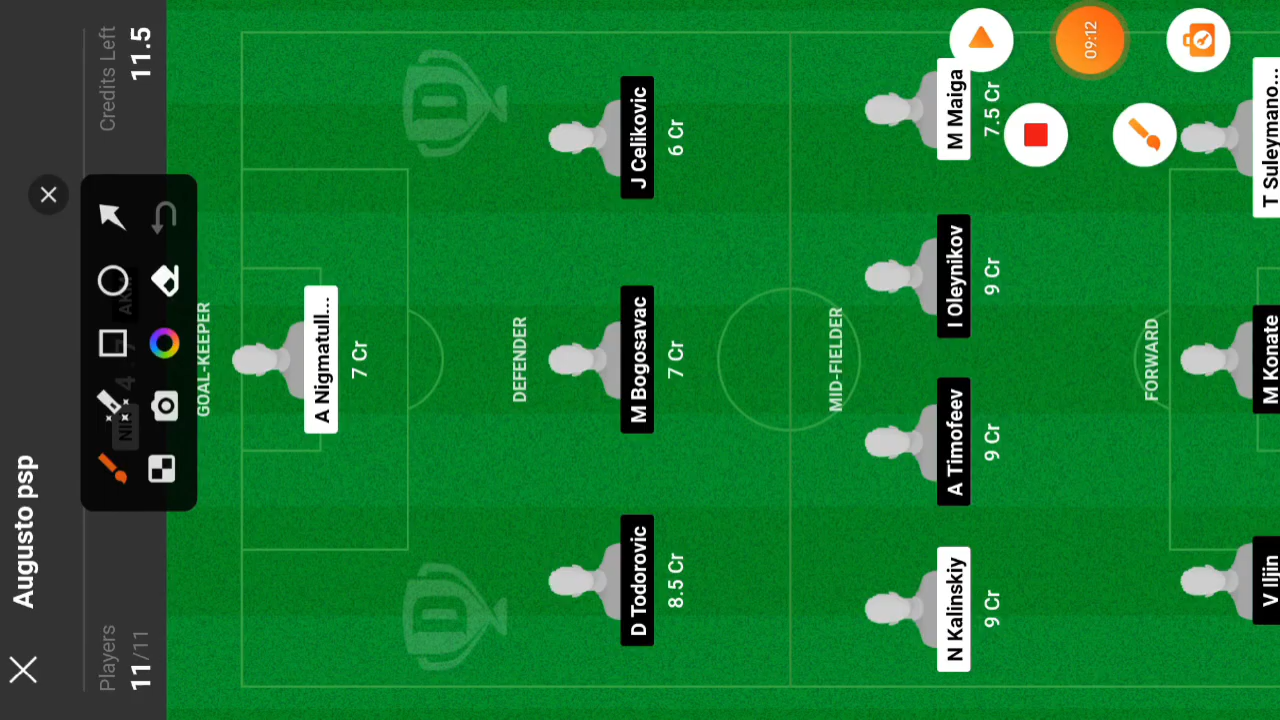 Augusto psp
Players Credits Left
11/11 11.5
GOAL-KEEPER
A Nigmatull...
7 Cr
DEFENDER
D Todorovic M Bogosavac J Celikovic
8.5 Cr 7 Cr 6 Cr
MID-FIELDER
N Kalinskiy A Timofeev I Oleynikov M Maiga
9 Cr 9 Cr 9 Cr 7.5 Cr
09:12
FORWARD
V Iljin M Konate T Suleymano...